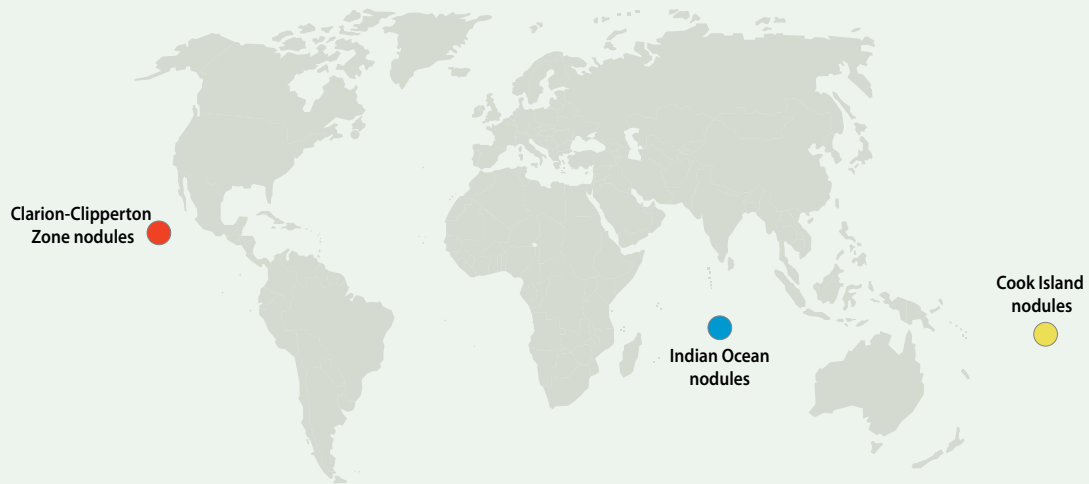 Clarion-Clipperton
Zone nodules
Cook Island
nodules
Indian Ocean
nodules